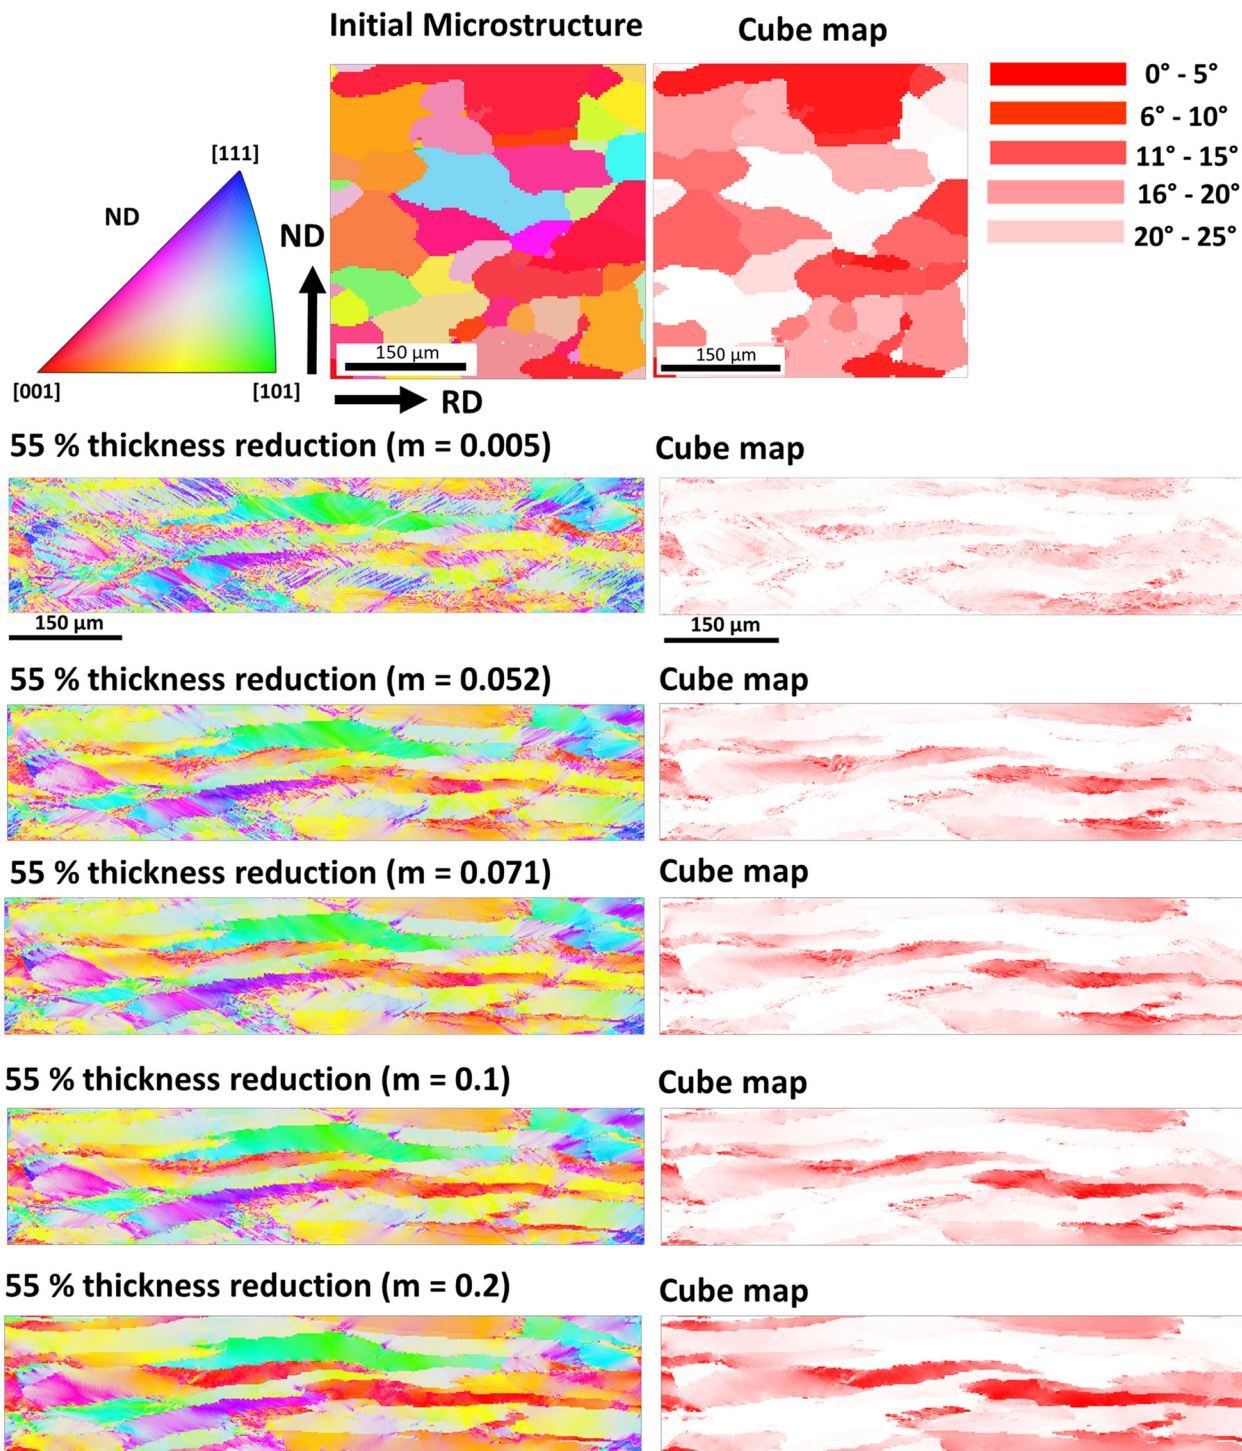 Initial Microstructure
Cube map
0° - 5°
6° - 10°
11° - 15°
16° - 20°
20° - 25°
[111]
ND
[001]
[101]
ND
RD
150 µm
150 µm
55 % thickness reduction (m = 0.005)
Cube map
150 µm
150 µm
55 % thickness reduction (m = 0.052)
Cube map
55 % thickness reduction (m = 0.071)
Cube map
55 % thickness reduction (m = 0.1)
Cube map
55 % thickness reduction (m = 0.2)
Cube map